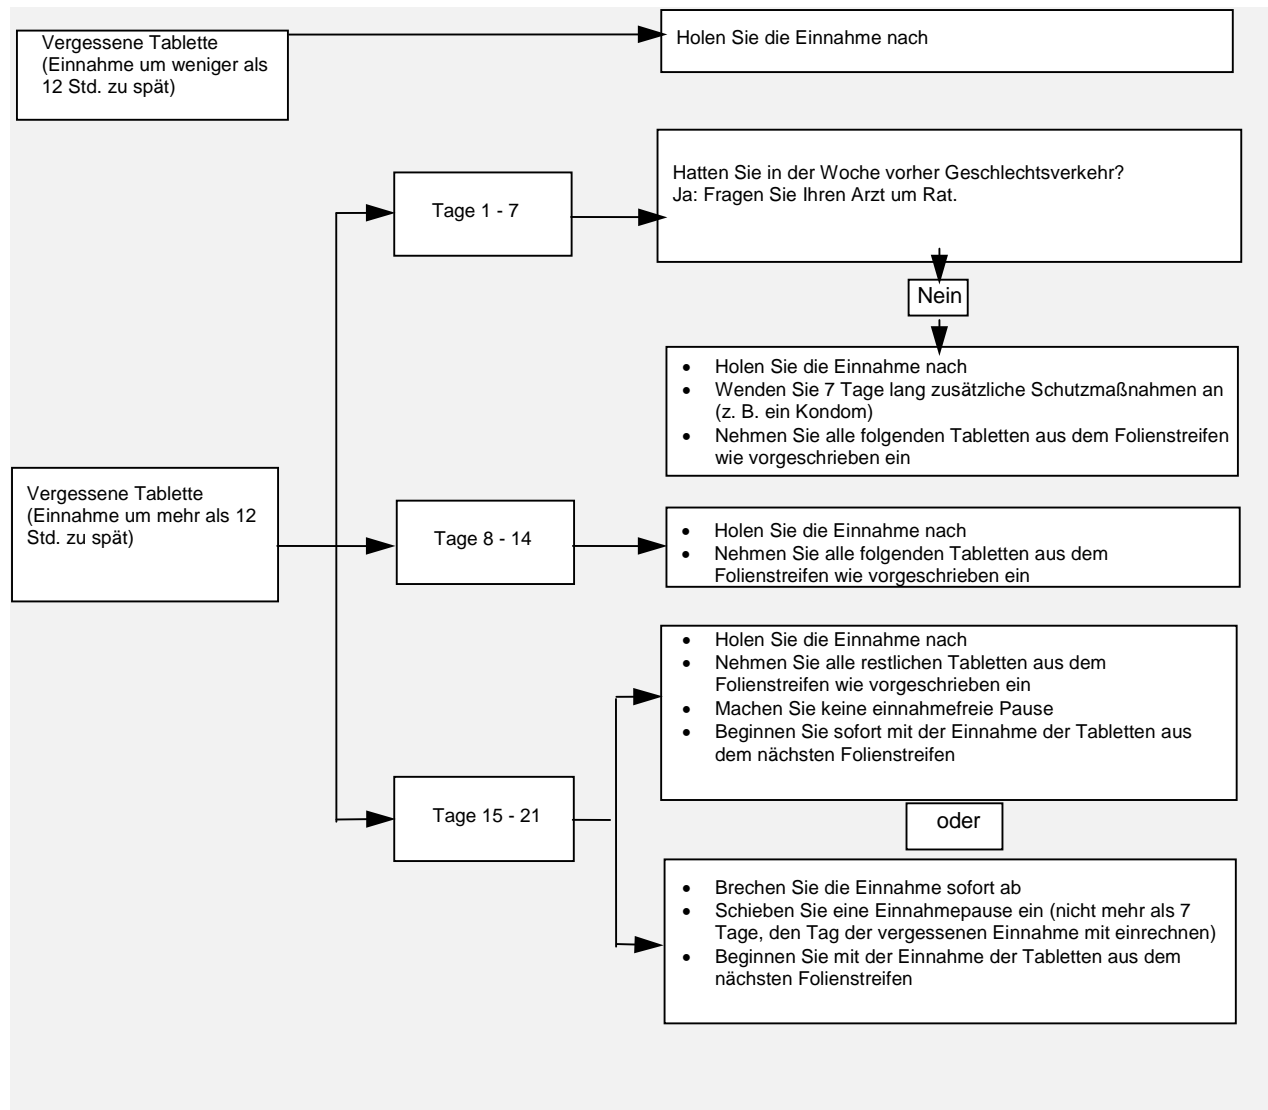 Vergessene Tablette
(Einnahme um weniger als
12 Std. zu spät)
Holen Sie die Einnahme nach
Hatten Sie in der Woche vorher Geschlechtsverkehr?
Ja: Fragen Sie Ihren Arzt um Rat.
Tage 1 - 7
Nein
• Holen Sie die Einnahme nach
• Wenden Sie 7 Tage lang zusätzliche Schutzmaßnahmen an
(z. B. ein Kondom)
• Nehmen Sie alle folgenden Tabletten aus dem Folienstreifen
wie vorgeschrieben ein
Vergessene Tablette
(Einnahme um mehr als 12
Std. zu spät)
Tage 8 - 14
• Holen Sie die Einnahme nach
• Nehmen Sie alle folgenden Tabletten aus dem
Folienstreifen wie vorgeschrieben ein
• Holen Sie die Einnahme nach
• Nehmen Sie alle restlichen Tabletten aus dem
Folienstreifen wie vorgeschrieben ein
• Machen Sie keine einnahmefreie Pause
• Beginnen Sie sofort mit der Einnahme der Tabletten aus
dem nächsten Folienstreifen
Tage 15 - 21
oder
• Brechen Sie die Einnahme sofort ab
• Schieben Sie eine Einnahmepause ein (nicht mehr als 7
Tage, den Tag der vergessenen Einnahme mit einrechnen)
• Beginnen Sie mit der Einnahme der Tabletten aus dem
nächsten Folienstreifen